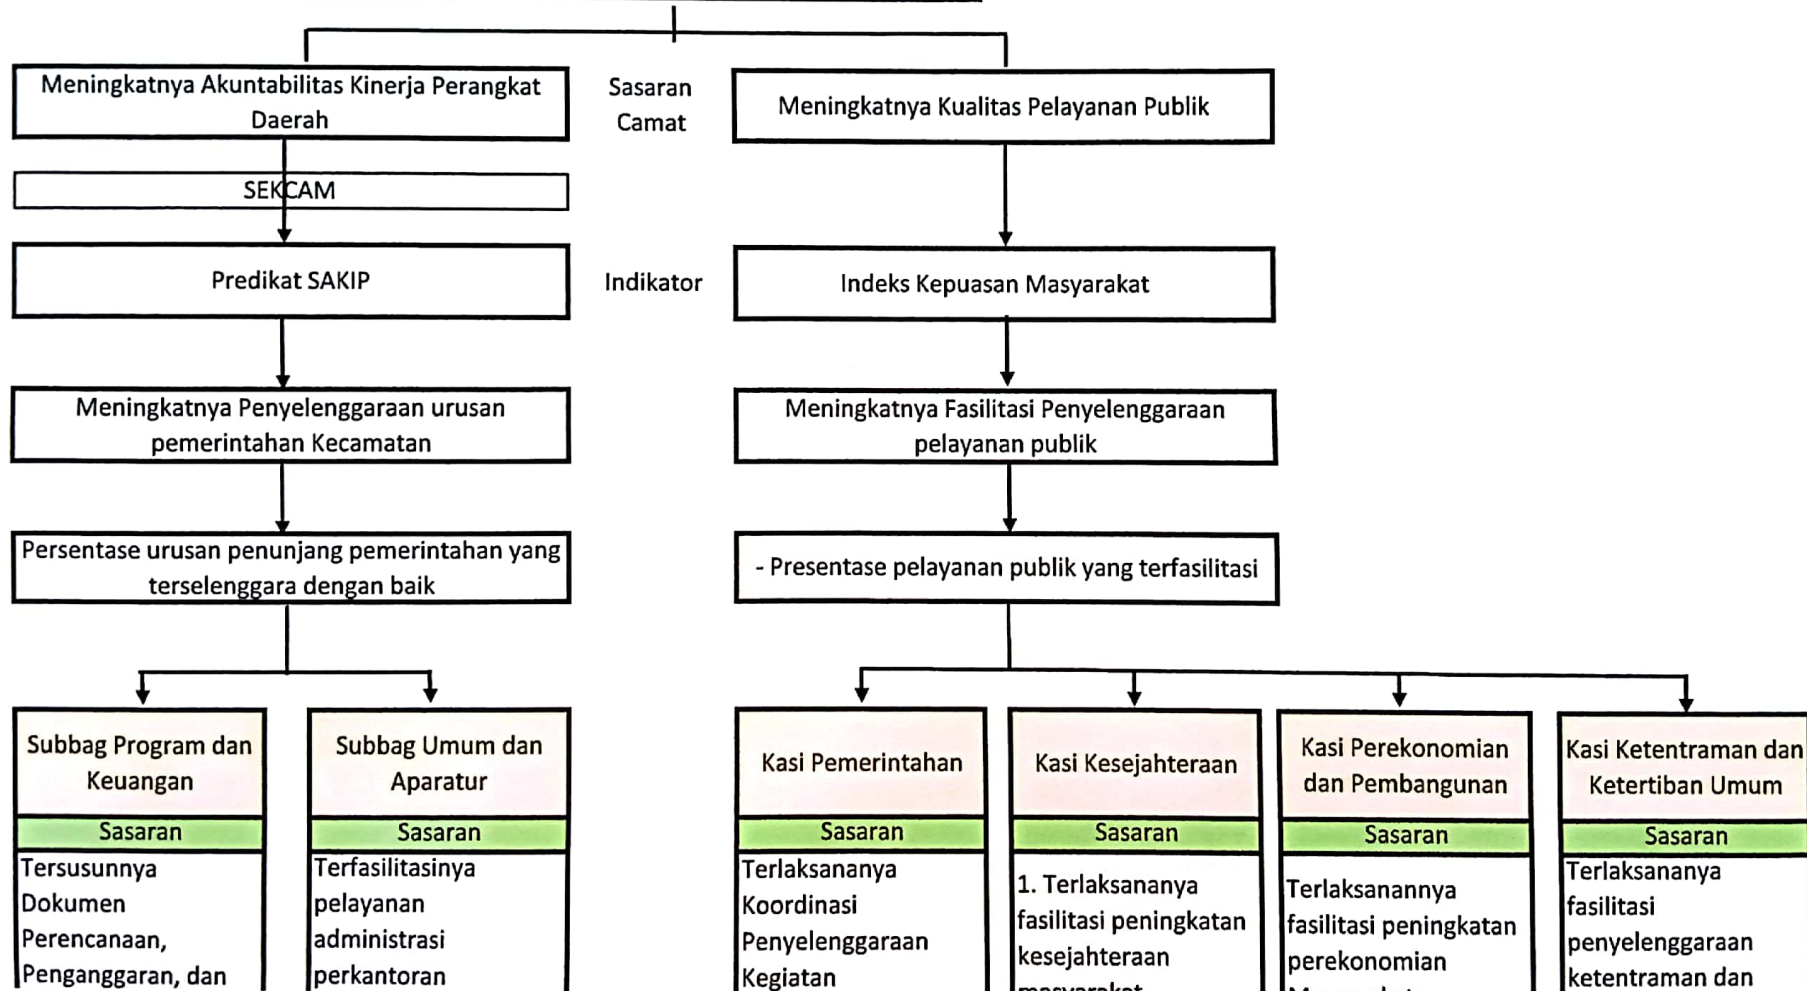 Meningkatnya Akuntabilitas Kinerja Perangkat
Daerah
Sasaran
Camat
Meningkatnya Kualitas Pelayanan Publik
SEKCAM
Predikat SAKIP
Indikator
Indeks Kepuasan Masyarakat
Meningkatnya Penyelenggaraan urusan
pemerintahan Kecamatan
Meningkatnya Fasilitasi Penyelenggaraan
pelayanan publik
Persentase urusan penunjang pemerintahan yang
terselenggara dengan baik
- Presentase pelayanan publik yang terfasilitasi
Subbag Program dan
Keuangan
Sasaran
Tersusunnya
Dokumen
Perencanaan,
Penganggaran, dan
Subbag Umum dan
Aparatur
Sasaran
Terfasilitasinya
pelayanan
administrasi
perkantoran
Kasi Pemerintahan
Sasaran
Terlaksananya
Koordinasi
Penyelenggaraan
Kegiatan
Kasi Kesejahteraan
Sasaran
1. Terlaksananya
fasilitasi peningkatan
kesejahteraan
masyarakat
Kasi Perekonomian
dan Pembangunan
Sasaran
Terlaksanannya
fasilitasi peningkatan
perekonomian
Kasi Ketentraman dan
Ketertiban Umum
Sasaran
Terlaksananya
fasilitasi
penyelenggaraan
ketentraman dan